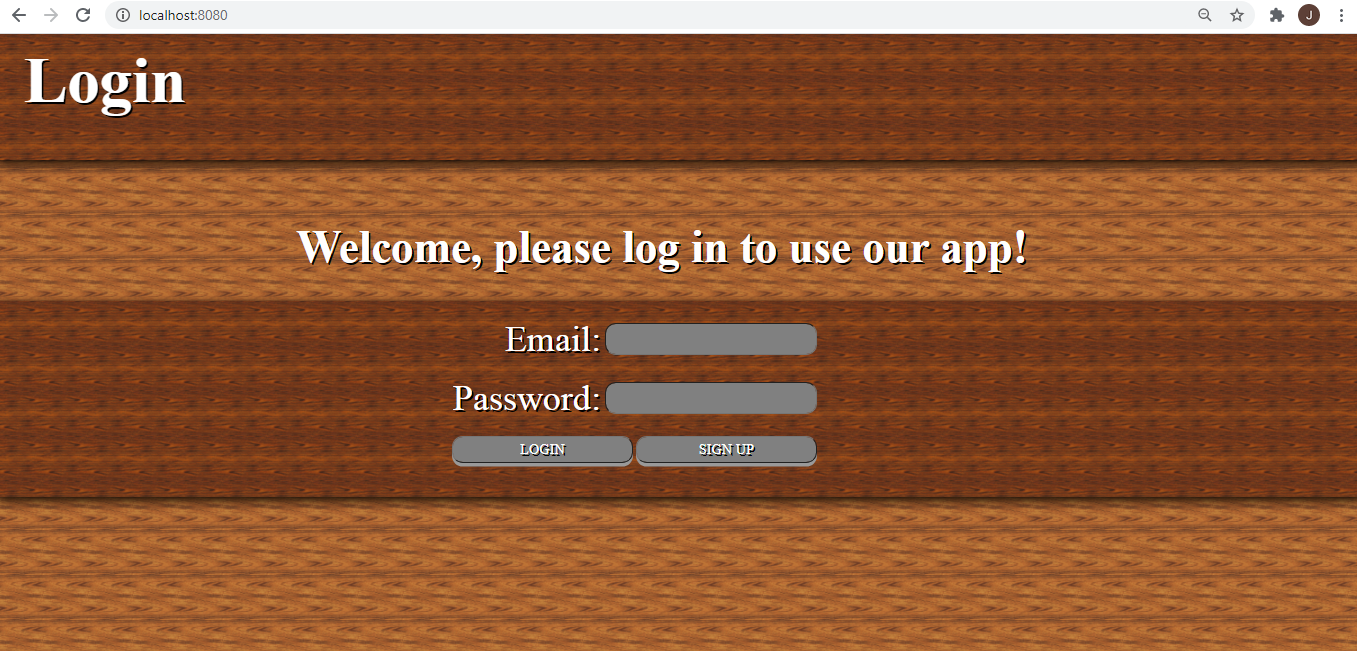 localhost:8080
J
Login
Welcome, please log in to use our app!
Email:
Password:
LOGIN SIGN UP